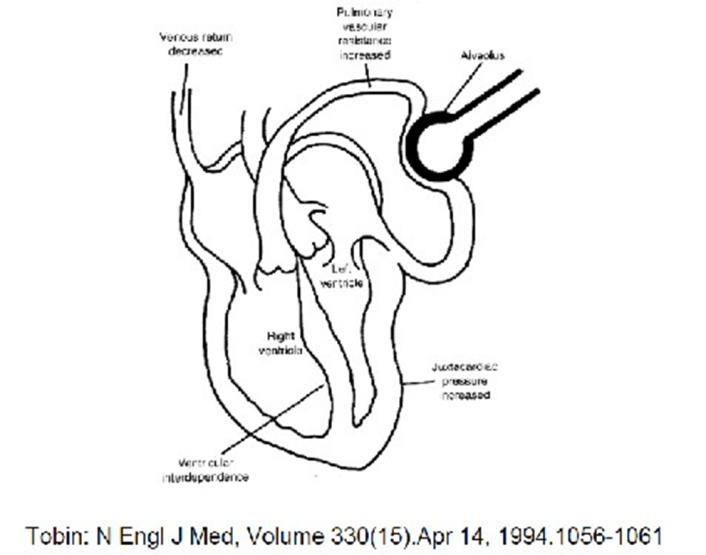 Pulmonary
vascular
resistance
increased
Venous return
decreased
Alveolus
Left
ventricle
Right
ventricle
Juxtacardiac
pressure
increased
Ventricular
interdependence
Tobin: N Engl J Med, Volume 330(15).Apr 14, 1994.1056-1061